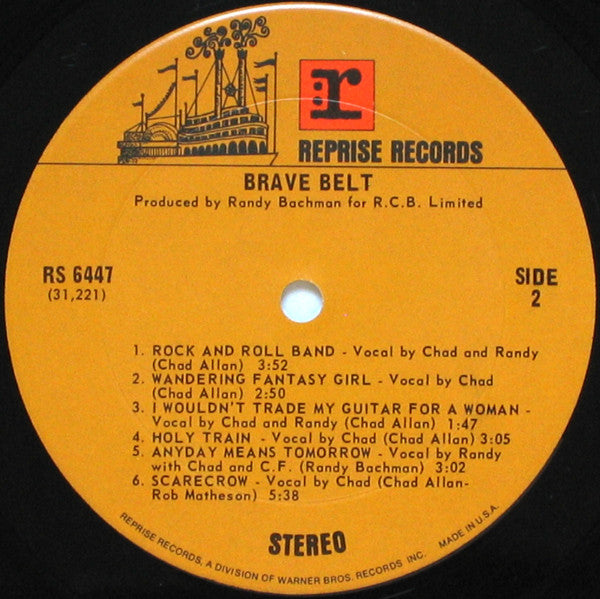 r
REPRISE RECORDS
BRAVE BELT
Produced by Randy Bachman for R.C.B. Limited
RS 6447
(31,221)
SIDE
2
1. ROCK AND ROLL BAND - Vocal by Chad and Randy
(Chad Allan) 3:52
2. WANDERING FANTASY GIRL - Vocal by Chad
(Chad Allan) 2:50
3. I WOULDN'T TRADE MY GUITAR FOR A WOMAN -
Vocal by Chad and Randy (Chad Allan) 1:47
4. HOLY TRAIN - Vocal by Chad (Chad Allan) 3:05
5. ANYDAY MEANS TOMORROW - Vocal by Randy
with Chad and C.F. (Randy Bachman) 3:02
6. SCARECROW - Vocal by Chad (Chad Allan-
Rob Matheson) 5:38
STEREO
REPRISE RECORDS, A DIVISION OF WARNER BROS. RECORDS INC. MADE IN U.S.A.